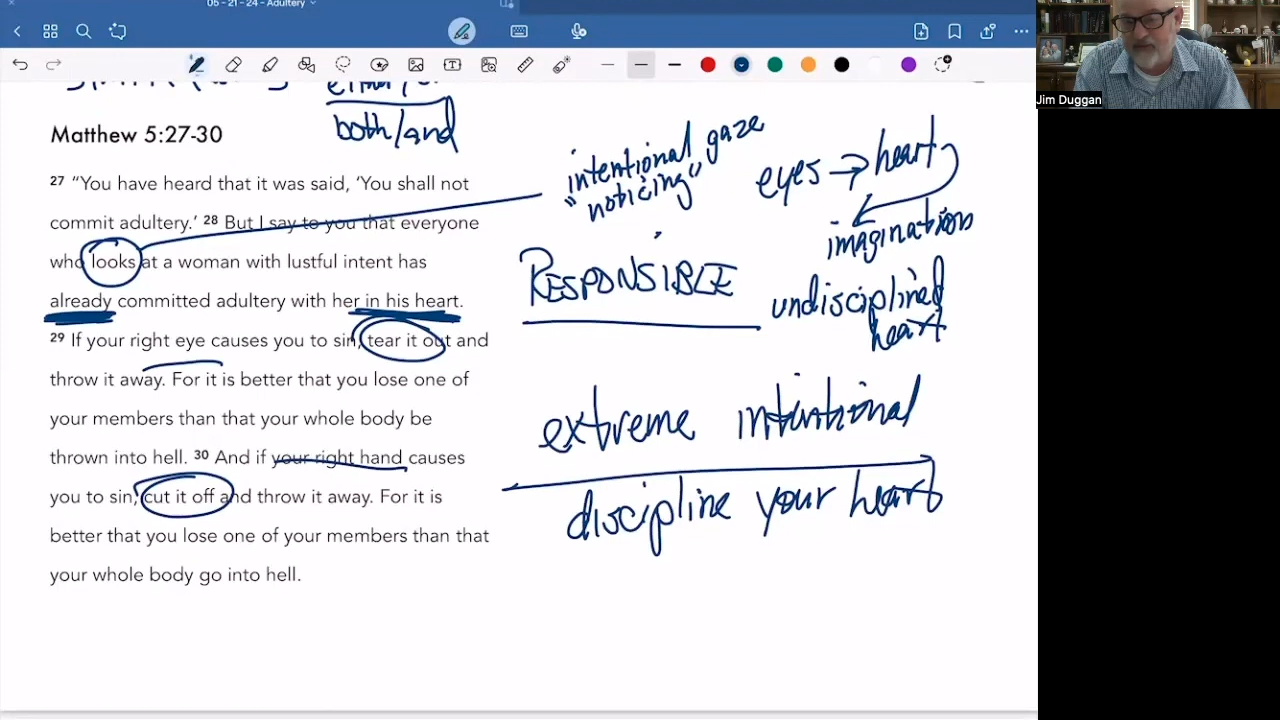 05 - 21 - 24 - Adultery
Jim Duggan
both/and
Matthew 5:27-30
27 “You have heard that it was said, ‘You shall not
commit adultery.’ 28 But I say to you that everyone
who looks at a woman with lustful intent has
already committed adultery with her in his heart.
29 If your right eye causes you to sin, tear it out and
throw it away. For it is better that you lose one of
your members than that your whole body be
thrown into hell. 30 And if your right hand causes
you to sin, cut it off and throw it away. For it is
better that you lose one of your members than that
your whole body go into hell.
intentional gaze
"noticing"
eyes → heart
imagination
RESPONSIBLE
undisciplined
heart
extreme intentional
discipline your heart